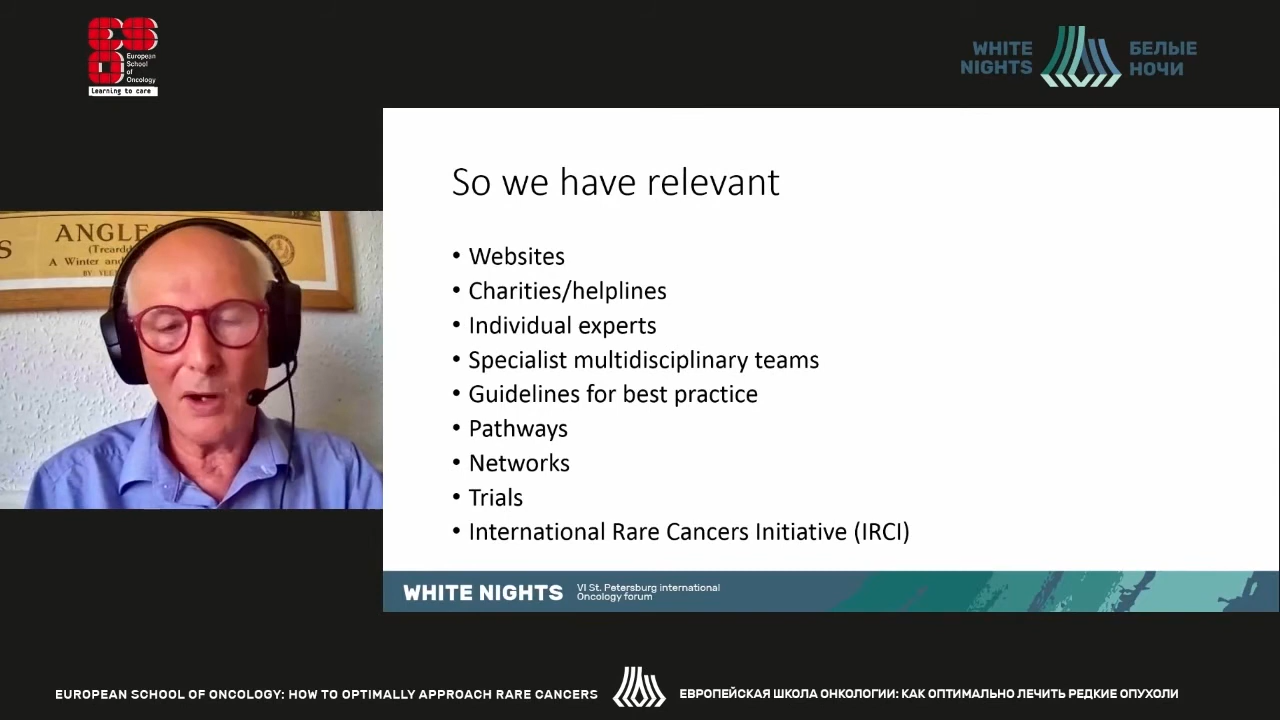 European
School
of
Oncology
Learning to care
WHITE
NIGHTS
БЕЛЫЕ
НОЧИ
So we have relevant
• Websites
• Charities/helplines
• Individual experts
• Specialist multidisciplinary teams
• Guidelines for best practice
• Pathways
• Networks
• Trials
• International Rare Cancers Initiative (IRCI)
S
ANGLES
A Winter and
WHITE NIGHTS
VI St. Petersburg international
Oncology forum
EUROPEAN SCHOOL OF ONCOLOGY: HOW TO OPTIMALLY APPROACH RARE CANCERS
ЕВРОПЕЙСКАЯ ШКОЛА ОНКОЛОГИИ: КАК ОПТИМАЛЬНО ЛЕЧИТЬ РЕДКИЕ ОПУХОЛИ